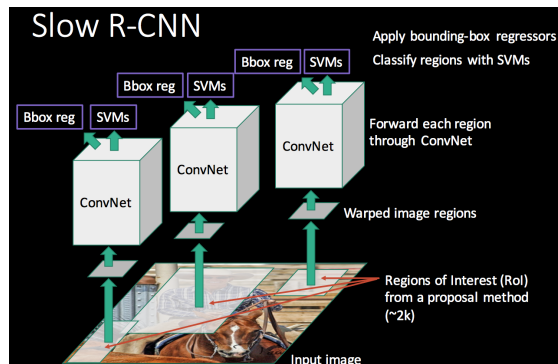 Slow R-CNN
Apply bounding-box regressors
Classify regions with SVMs
Bbox reg SVMs
Bbox reg SVMs
Bbox reg SVMs
Forward each region
through ConvNet
ConvNet
ConvNet
ConvNet
Warped image regions
Regions of Interest (RoI)
from a proposal method
(~2k)
Input image